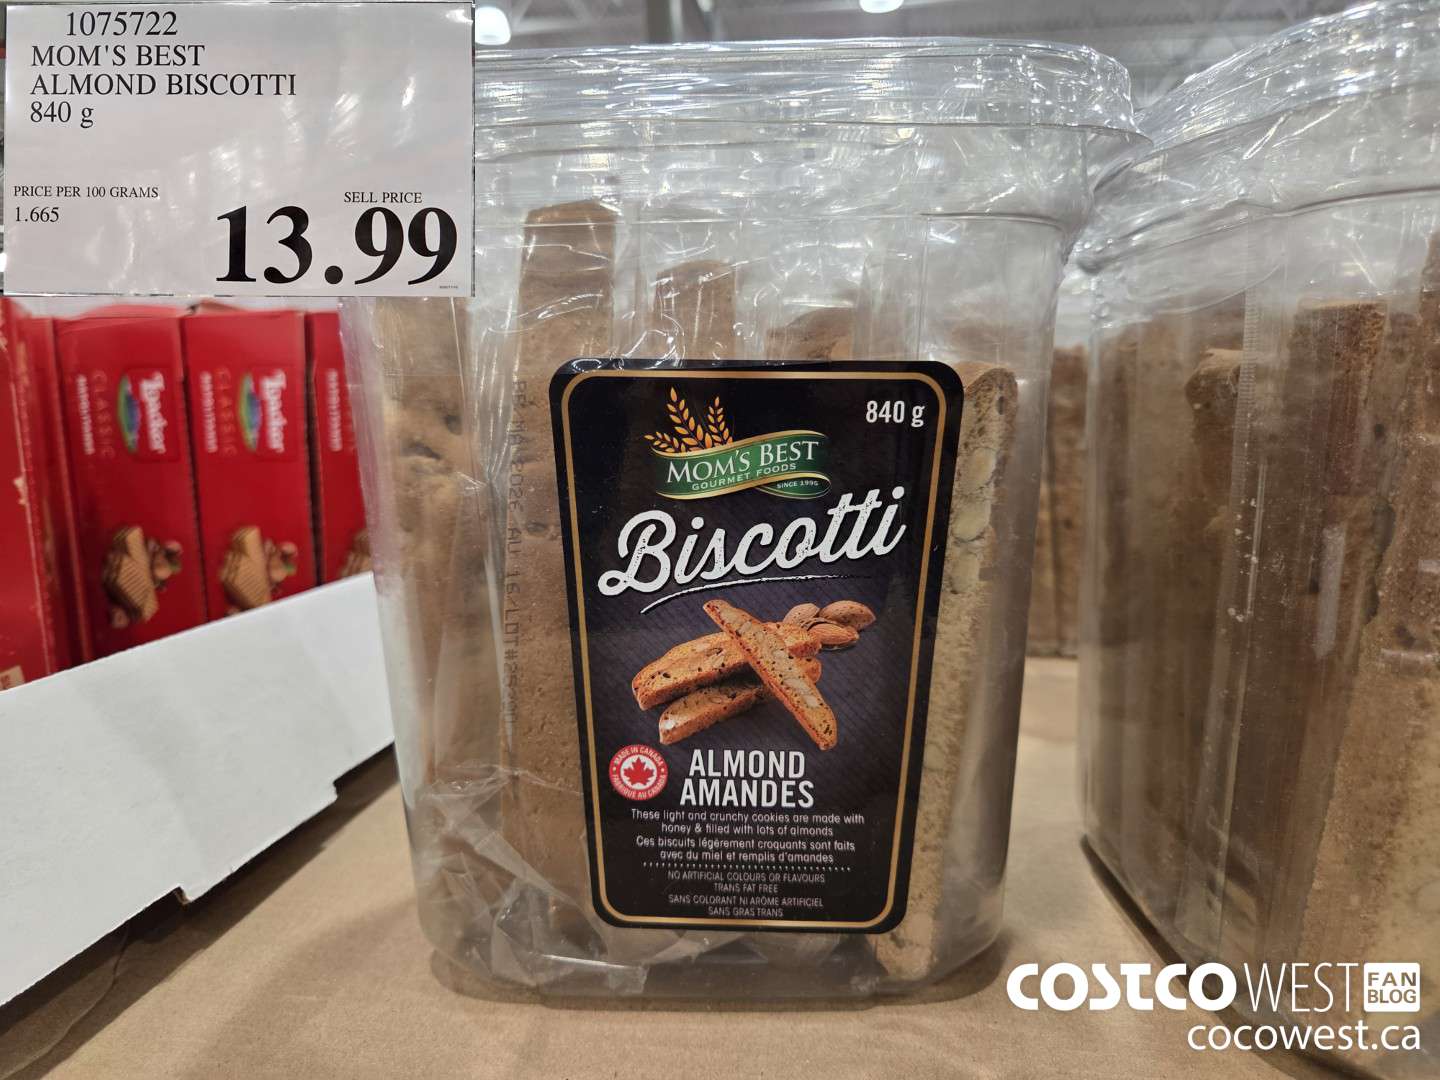 1075722
MOM'S BEST
ALMOND BISCOTTI
840 g
PRICE PER 100 GRAMS
1.665
SELL PRICE
13.99
840 g
MOM'S BEST
GOURMET FOODS
SINCE 1995
Biscotti
MADE IN CANADA
FABRIQUÉ AU CANADA
ALMOND
AMANDES
These light and crunchy cookies are made with
honey & filled with lots of almonds
Ces biscuits légèrement croquants sont faits
avec du miel et remplis d'amandes
NO ARTIFICIAL COLOURS OR FLAVOURS
TRANS FAT FREE
SANS COLORANT NI ARÔME ARTIFICIEL
SANS GRAS TRANS
Loacker
CLASSIC
Loacker
CLASSIC
COSTCO WEST FAN BLOG
cocowest.ca